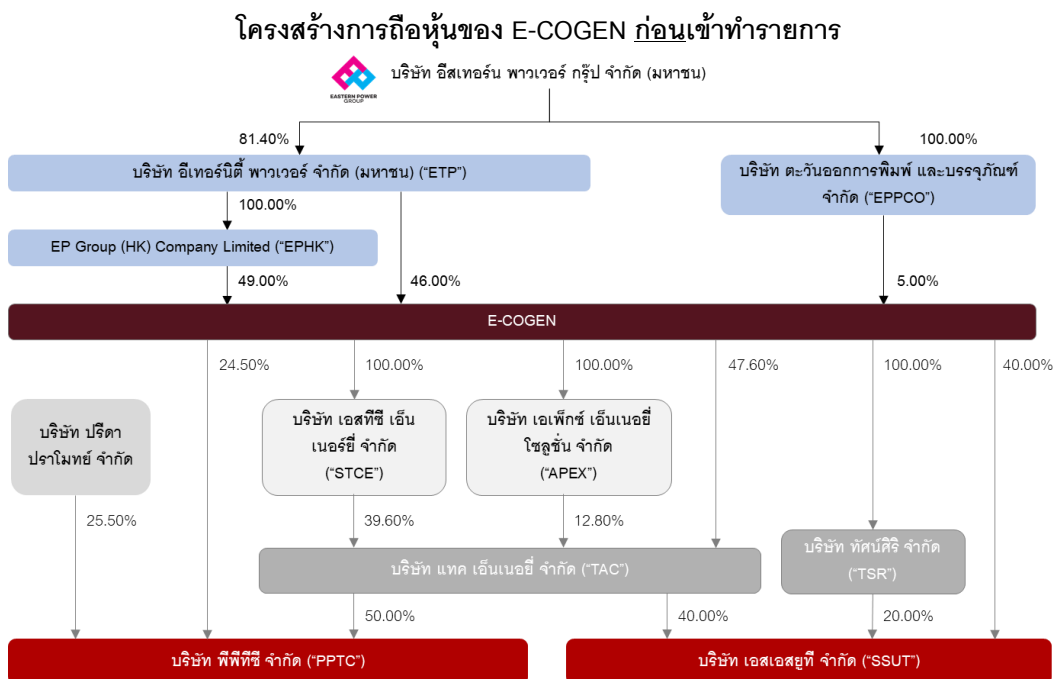 โครงสร้างการถือหุ้นของ E-COGEN ก่อนเข้าทำรายการ
EASTERN POWER
GROUP
บริษัท อีสเทอร์น พาวเวอร์ กรุ๊ป จำกัด (มหาชน)
81.40%
100.00%
บริษัท อีเทอร์นิตี้ พาวเวอร์ จำกัด (มหาชน) ("ETP")
บริษัท ตะวันออกการพิมพ์ และบรรจุภัณฑ์
จำกัด ("EPPCO")
100.00%
EP Group (HK) Company Limited ("EPHK")
49.00%
46.00%
5.00%
E-COGEN
24.50%
100.00%
100.00%
47.60%
100.00%
40.00%
บริษัท ปรีดา
ปราโมทย์ จำกัด
บริษัท เอสทีซี เอ็น
เนอร์ยี่ จำกัด
("STCE")
บริษัท เอเพ็กซ์ เอ็นเนอยี่
โซลูชั่น จำกัด
("APEX")
25.50%
39.60%
12.80%
บริษัท แทค เอ็นเนอยี่ จำกัด ("TAC")
บริษัท ทัศน์ศิริ จำกัด
("TSR")
50.00%
40.00%
20.00%
บริษัท พีพีทีซี จำกัด ("PPTC")
บริษัท เอสเอสยูที จำกัด ("SSUT")